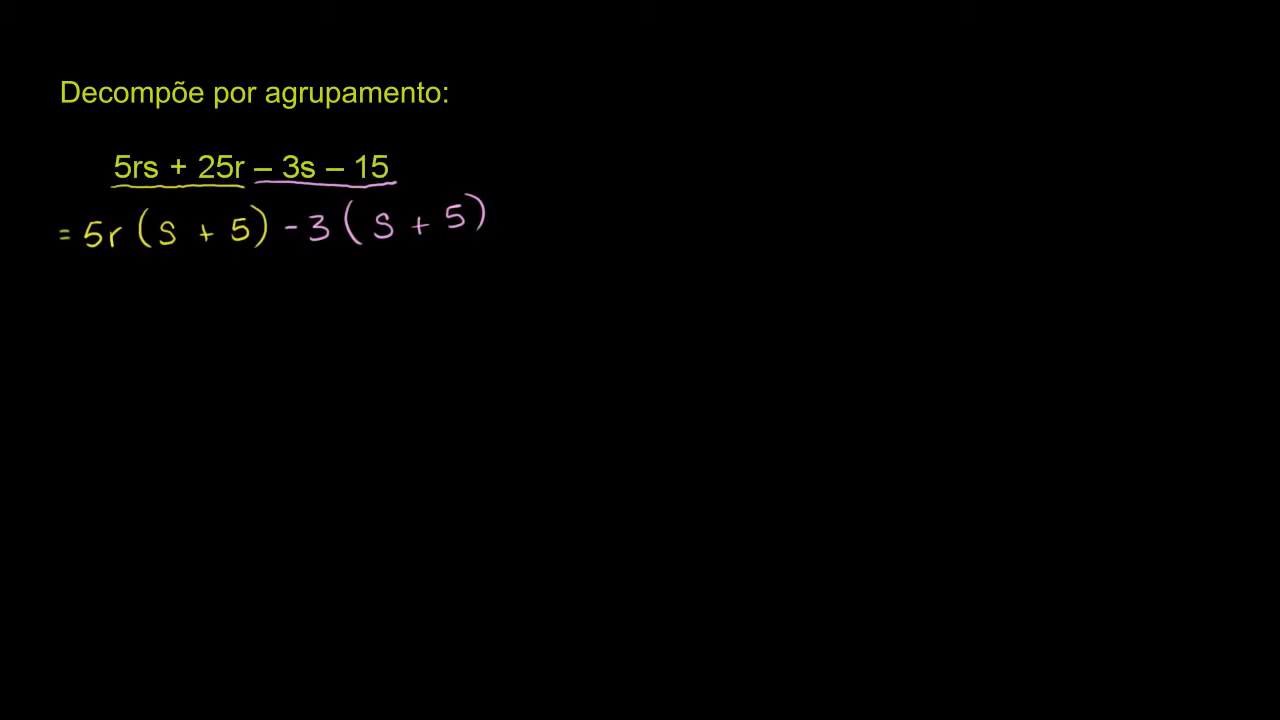 Decompõe por agrupamento:
5rs + 25r – 3s – 15
= 5r (s + 5) - 3 (s + 5)